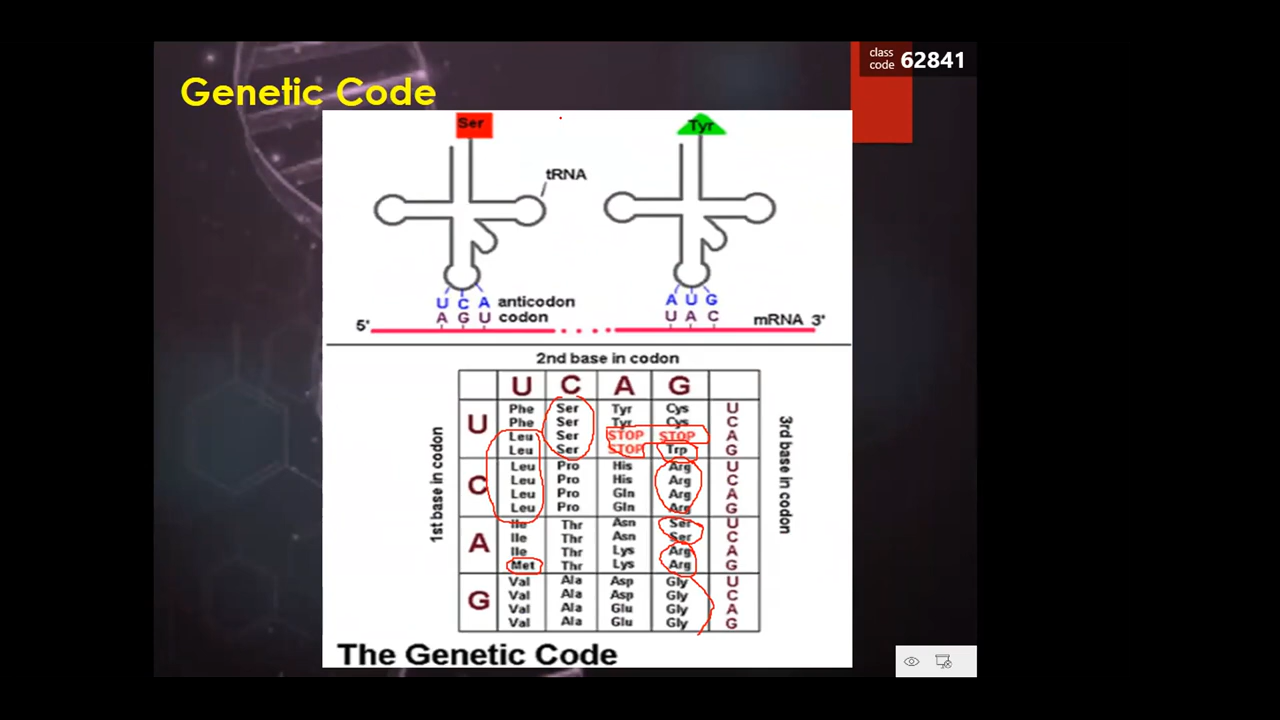 class
code 62841
Genetic Code
Ser
Tyr
tRNA
U C A anticodon
A G U codon
A U G
U A C
5' mRNA 3'
2nd base in codon
U C A G
1st base in codon
3rd base in codon
U
Phe Ser Tyr Cys U
Phe Ser Tyr Cys C
Leu Ser STOP STOP A
Leu Ser STOP Trp G
C
Leu Pro His Arg U
Leu Pro His Arg C
Leu Pro Gln Arg A
Leu Pro Gln Arg G
A
Ile Thr Asn Ser U
Ile Thr Asn Ser C
Ile Thr Lys Arg A
Met Thr Lys Arg G
G
Val Ala Asp Gly U
Val Ala Asp Gly C
Val Ala Glu Gly A
Val Ala Glu Gly G
The Genetic Code